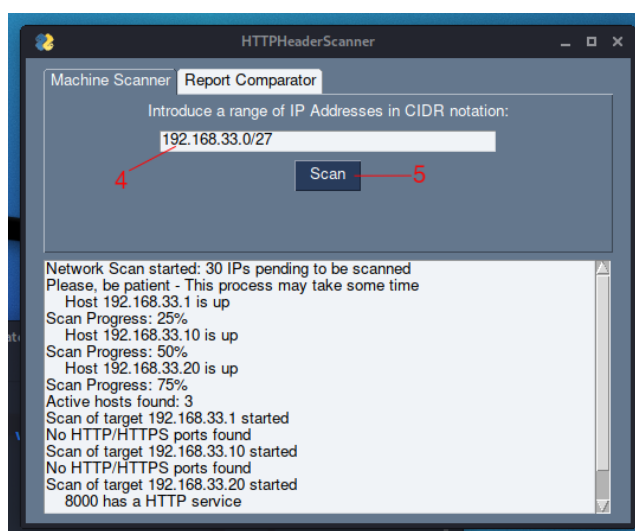 HTTPHeaderScanner
Machine Scanner Report Comparator
Introduce a range of IP Addresses in CIDR notation:
192.168.33.0/27
4
Scan
5
Network Scan started: 30 IPs pending to be scanned
Please, be patient - This process may take some time
Host 192.168.33.1 is up
Scan Progress: 25%
Host 192.168.33.10 is up
Scan Progress: 50%
Host 192.168.33.20 is up
Scan Progress: 75%
Active hosts found: 3
Scan of target 192.168.33.1 started
No HTTP/HTTPS ports found
Scan of target 192.168.33.10 started
No HTTP/HTTPS ports found
Scan of target 192.168.33.20 started
8000 has a HTTP service